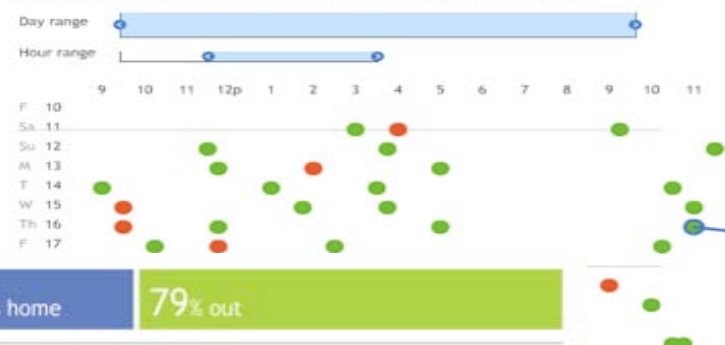 Day range
Hour range
9 10 11 12p 1 2 3 4 5 6 7 8 9 10 11
F 10
Sa 11
Su 12
M 13
T 14
W 15
Th 16
F 17
home
79% out